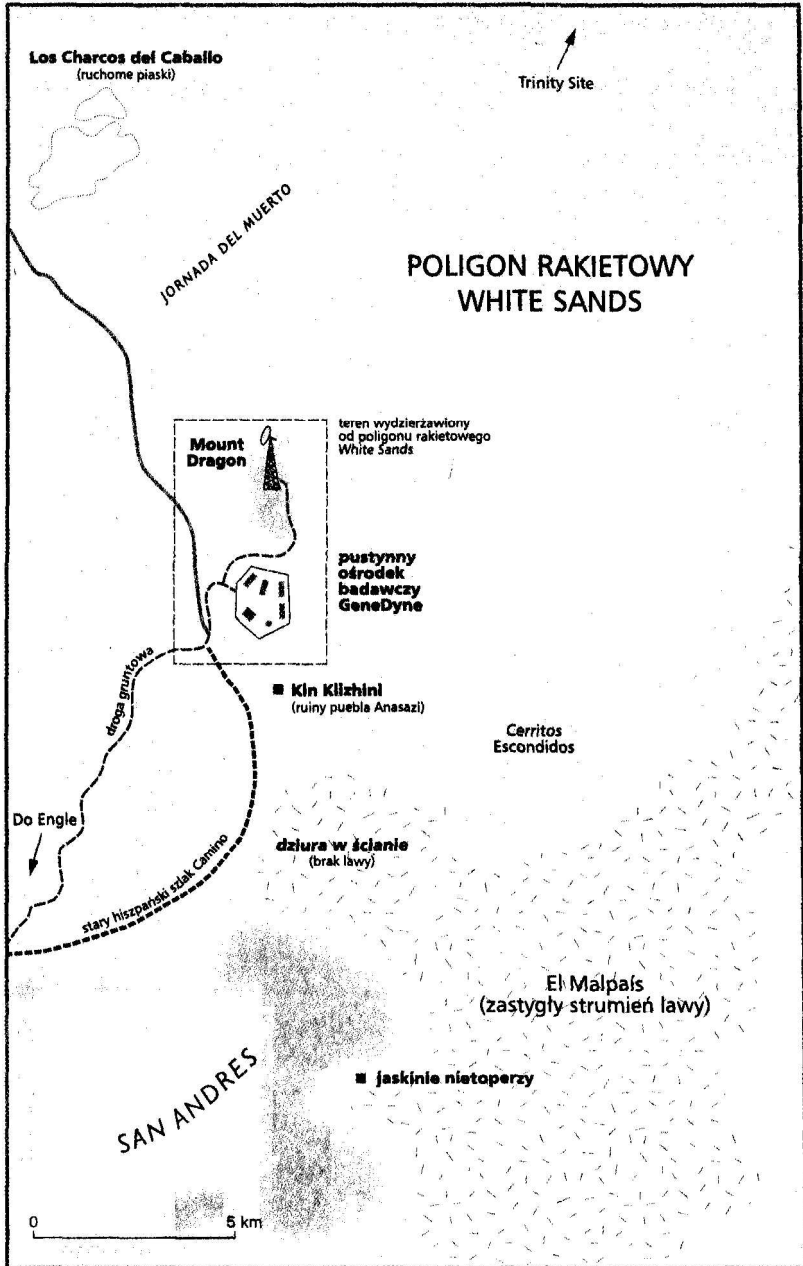 Los Charcos del Caballo
(ruchome piaski)
Trinity Site
JORNADA DEL MUERTO
POLIGON RAKIETOWY
WHITE SANDS
teren wydzierżawiony
od poligonu rakietowego
White Sands
Mount
Dragon
pustynny
ośrodek
badawczy
GeneDyne
droga gruntowa
Kin Klizhini
(ruiny puebla Anasazi)
Cerritos
Escondidos
Do Engle
dziura w ścianie
(brak lawy)
stary hiszpański szlak Camino
El Malpaís
(zastygły strumień lawy)
SAN ANDRES
jaskinie nietoperzy
0 5 km